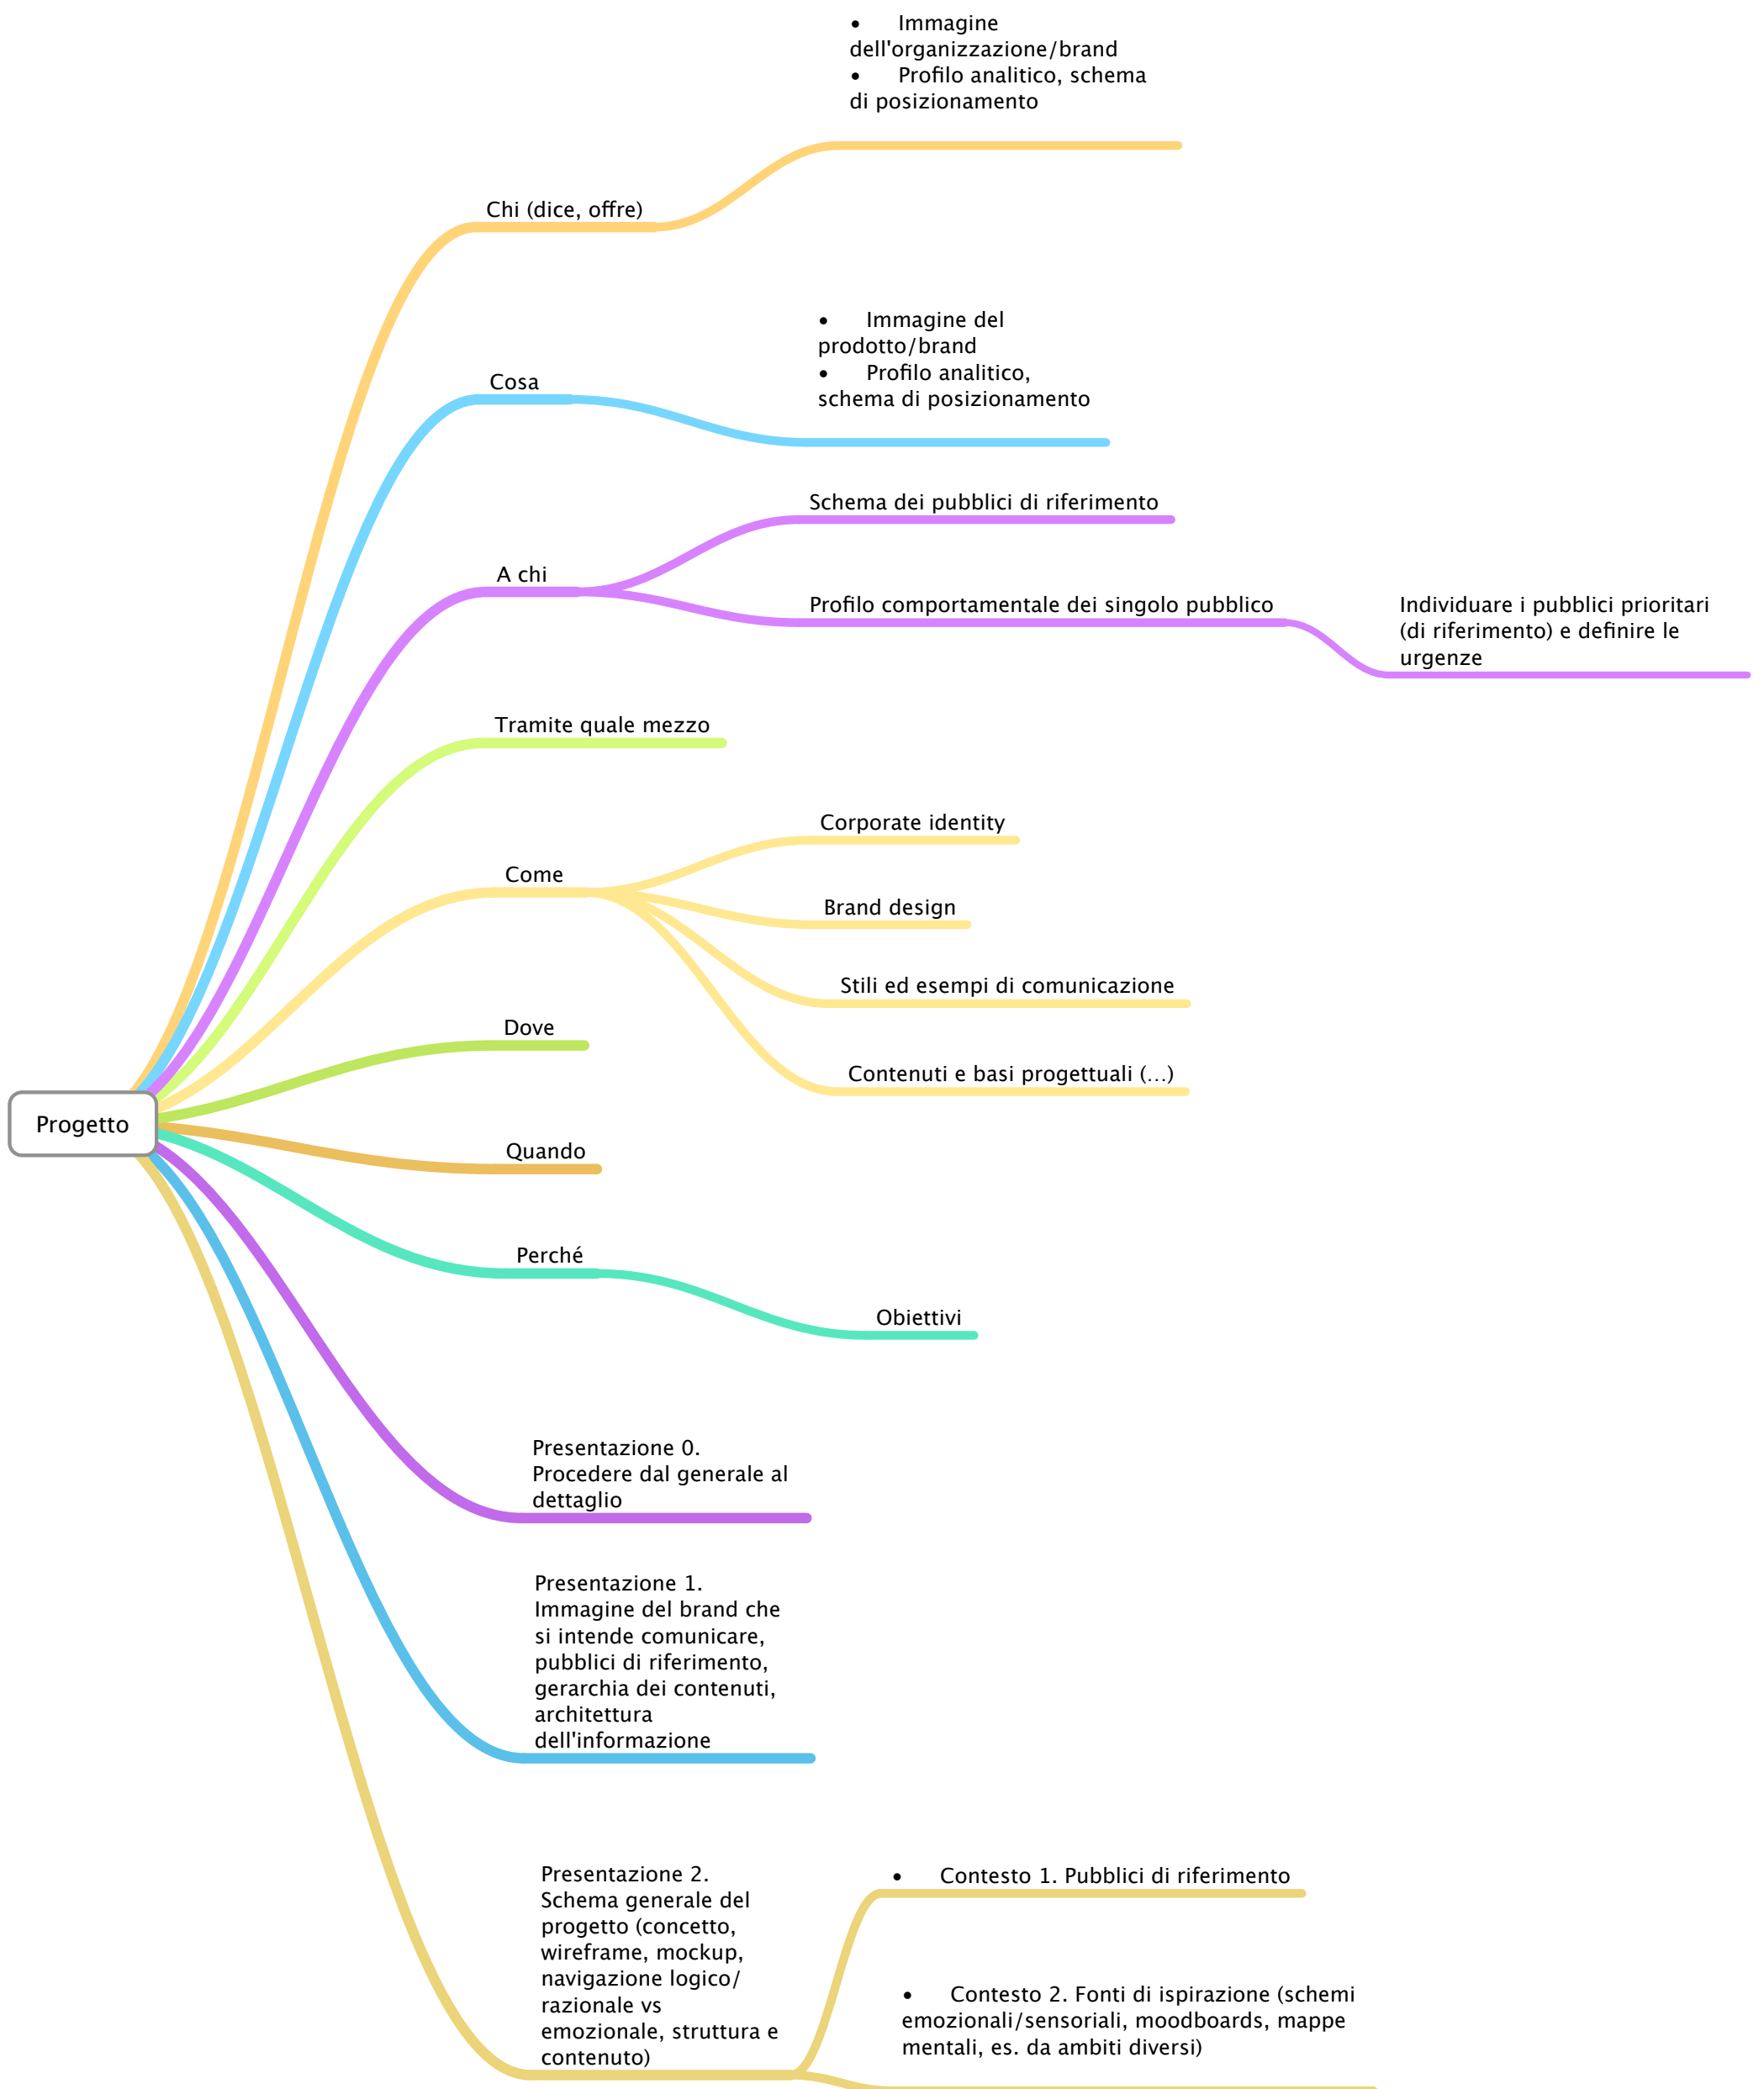 • Immagine
dell'organizzazione/brand
• Profilo analitico, schema
di posizionamento
Chi (dice, offre)
• Immagine del
prodotto/brand
• Profilo analitico,
schema di posizionamento
Cosa
Schema dei pubblici di riferimento
A chi
Profilo comportamentale dei singolo pubblico
Individuare i pubblici prioritari
(di riferimento) e definire le
urgenze
Tramite quale mezzo
Corporate identity
Come
Brand design
Stili ed esempi di comunicazione
Contenuti e basi progettuali (...)
Dove
Progetto
Quando
Perché
Obiettivi
Presentazione 0.
Procedere dal generale al
dettaglio
Presentazione 1.
Immagine del brand che
si intende comunicare,
pubblici di riferimento,
gerarchia dei contenuti,
architettura
dell'informazione
Presentazione 2.
Schema generale del
progetto (concetto,
wireframe, mockup,
navigazione logico/
razionale vs
emozionale, struttura e
contenuto)
• Contesto 1. Pubblici di riferimento
• Contesto 2. Fonti di ispirazione (schemi
emozionali/sensoriali, moodboards, mappe
mentali, es. da ambiti diversi)